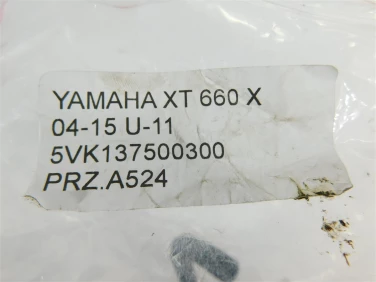 YAMAHA XT 660 X
04-15 U-11
5VK137500300
PRZ.A524